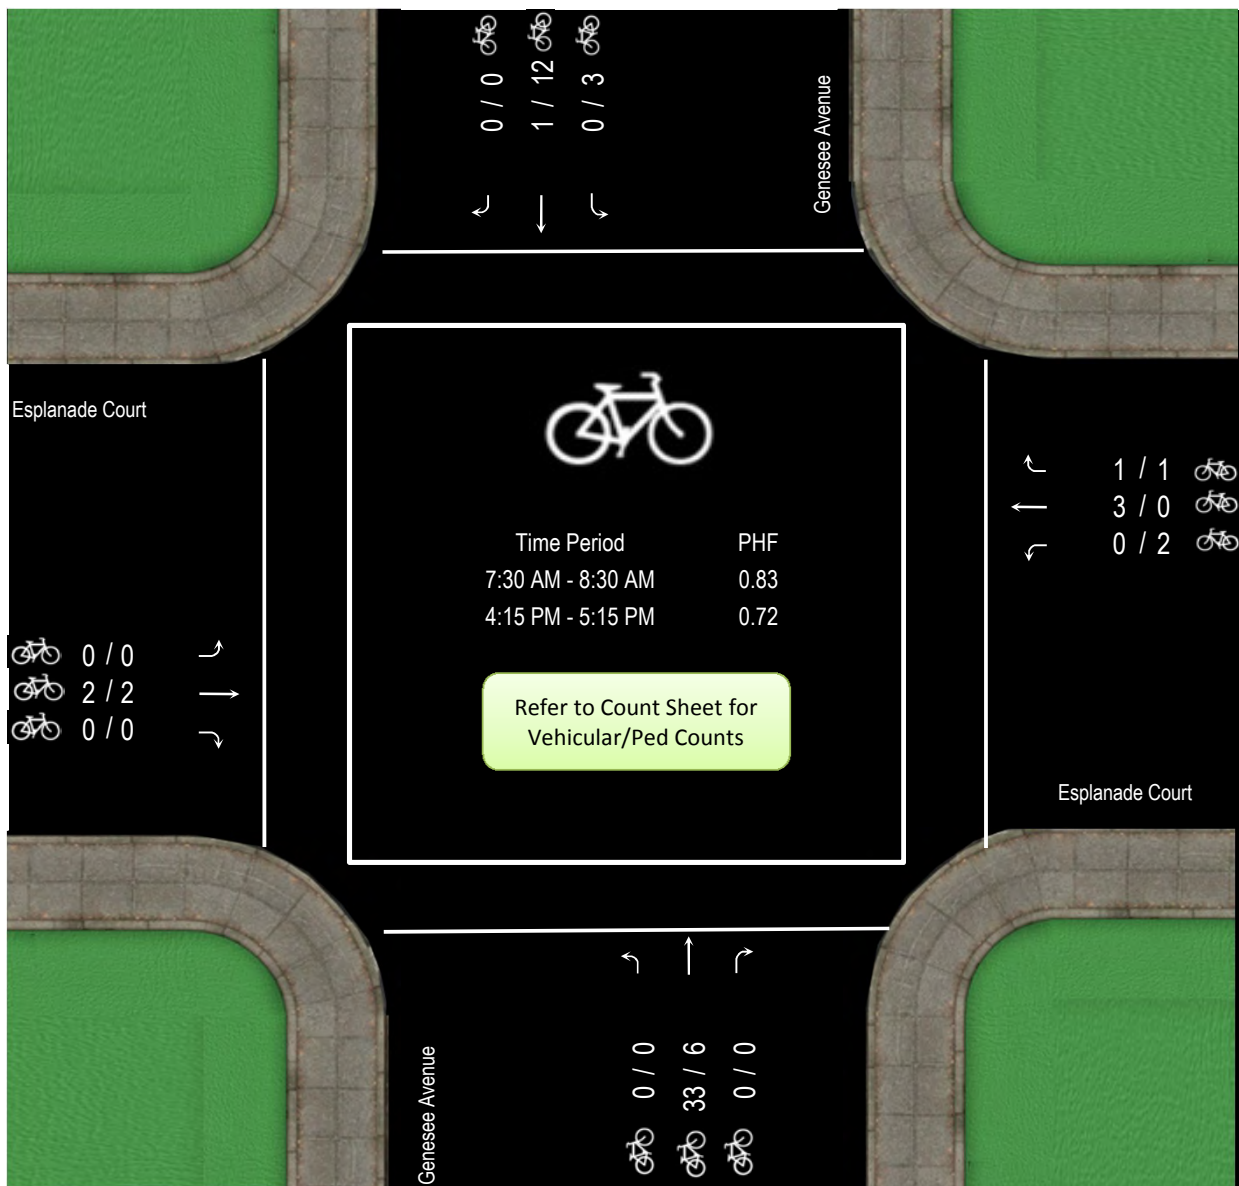 0 / 0
1 / 12
0 / 3
Genesee Avenue
Esplanade Court
1 / 1
3 / 0
0 / 2
Time Period PHF
7:30 AM - 8:30 AM 0.83
4:15 PM - 5:15 PM 0.72
0 / 0
2 / 2
0 / 0
Refer to Count Sheet for
Vehicular/Ped Counts
Esplanade Court
Genesee Avenue
0 / 0
33 / 6
0 / 0